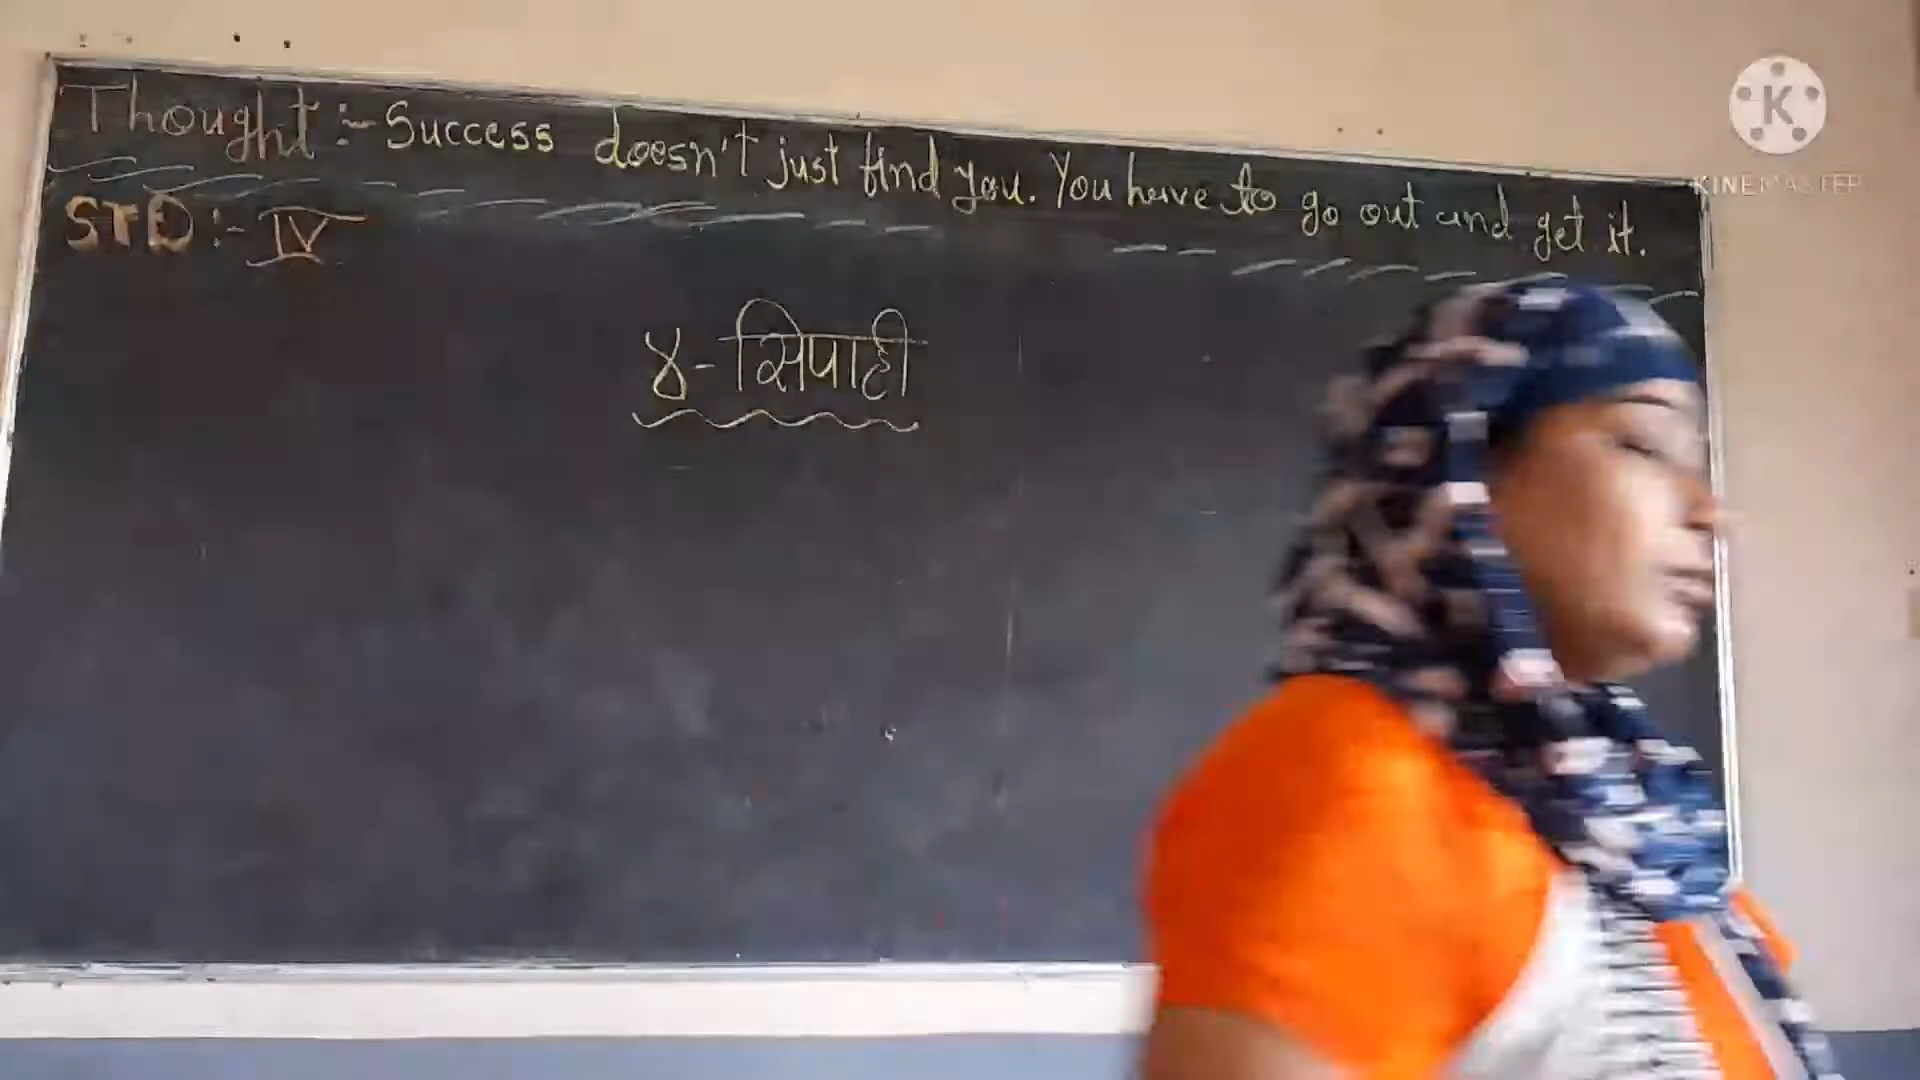 Thought :- Success doesn't just find you. You have to go out and get it.
STD :- IV
४- सिपाही
K
KINEMASTER